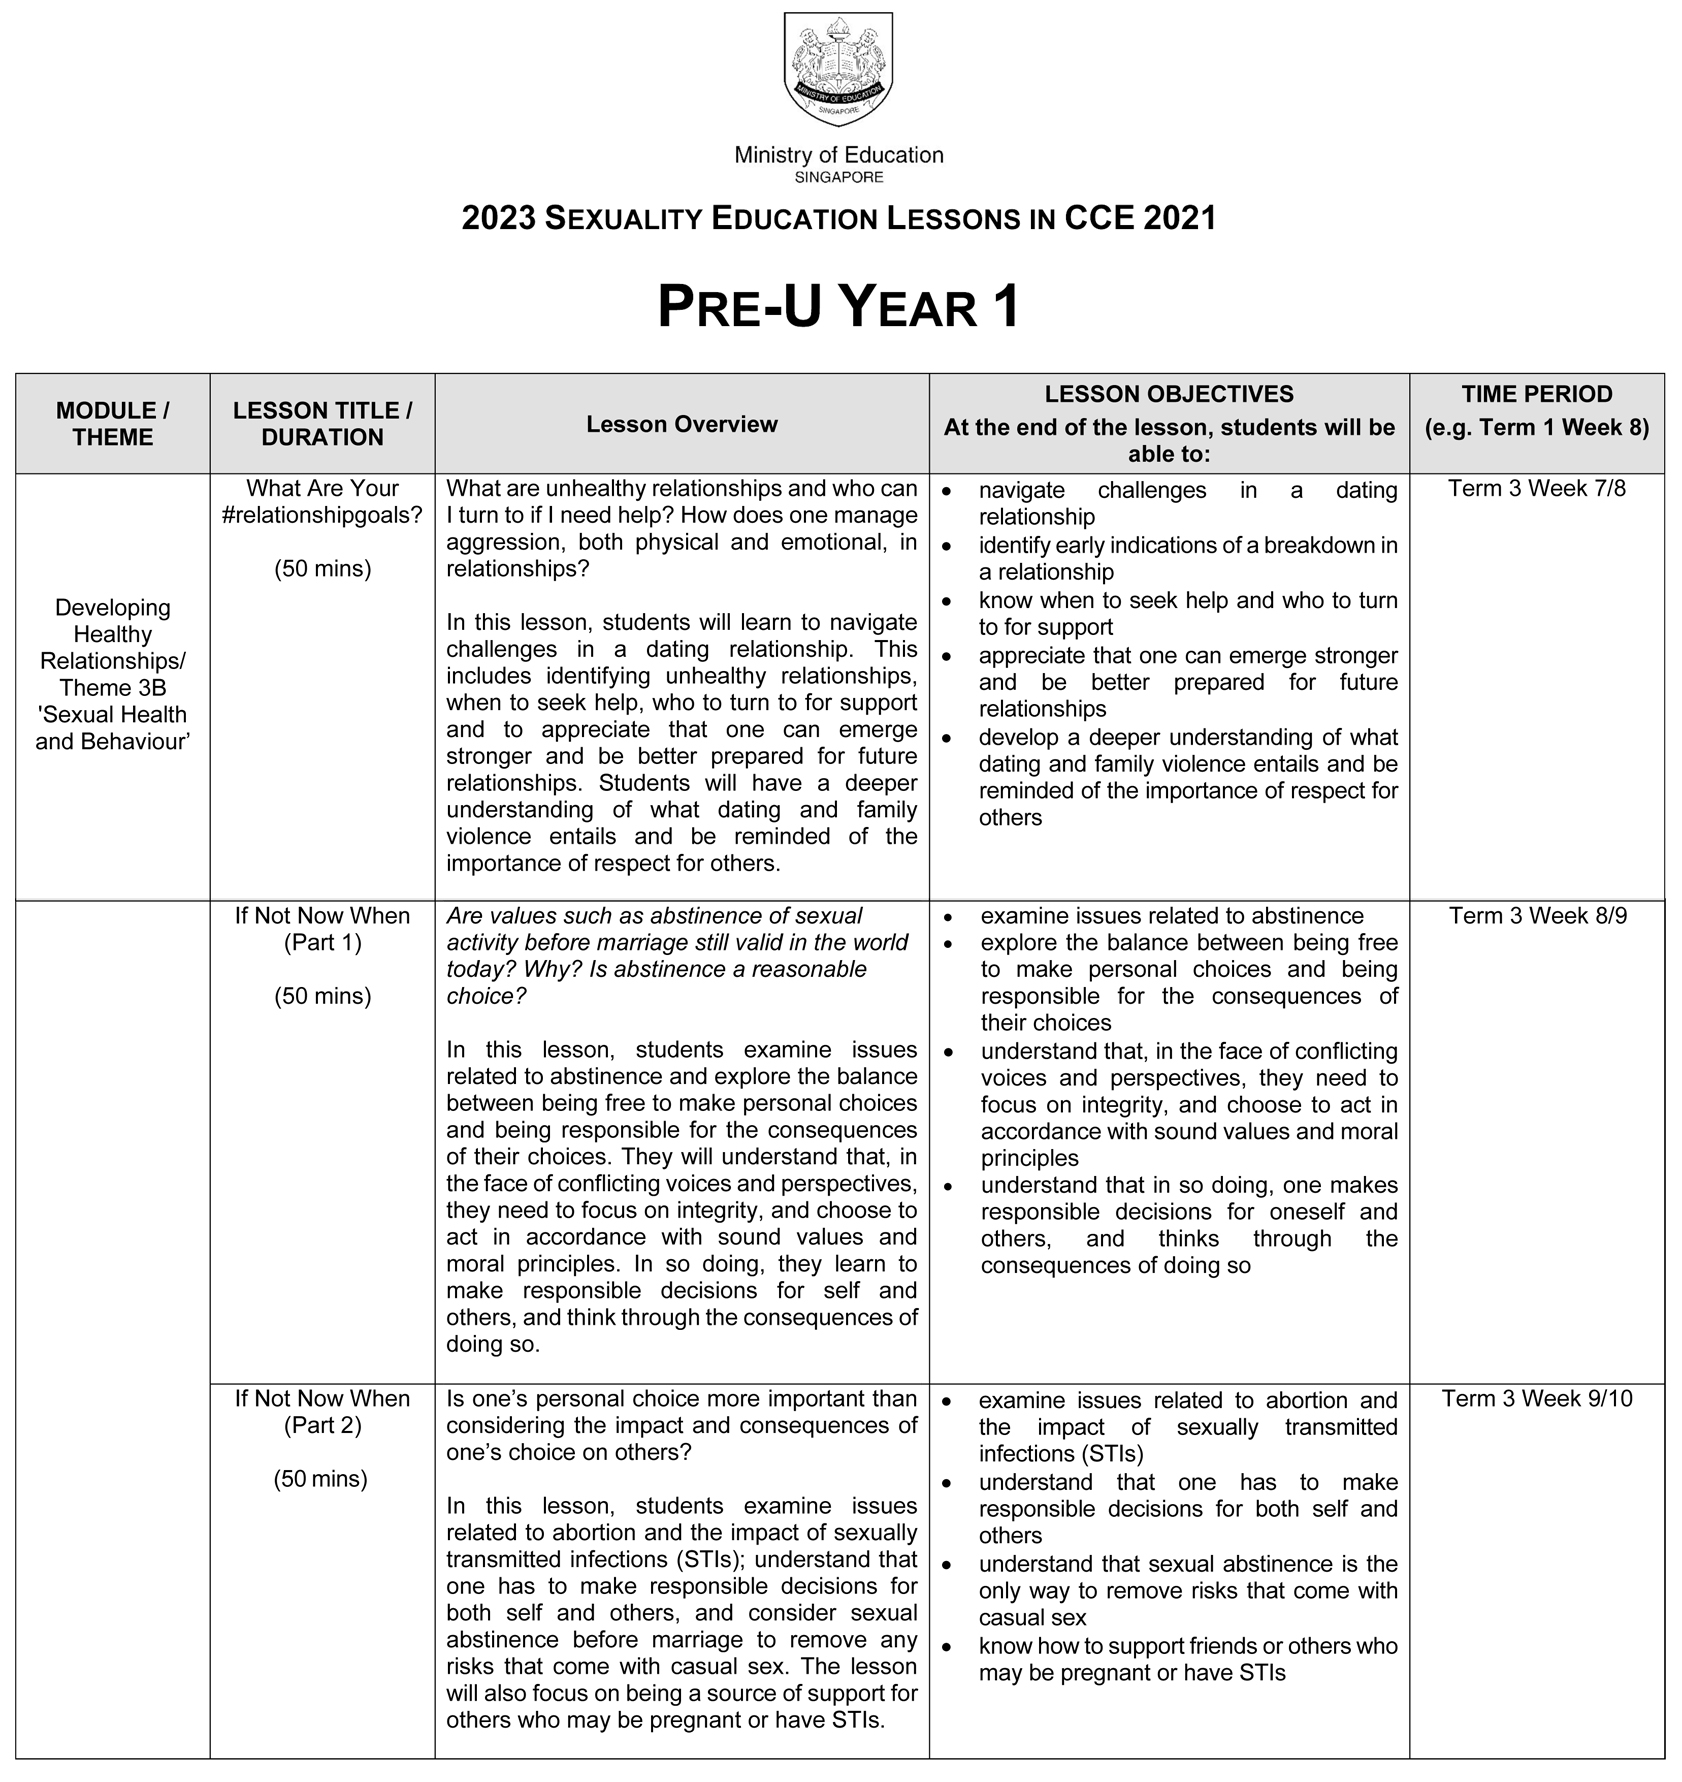 MINISTRY OF EDUCATION
SINGAPORE
Ministry of Education
SINGAPORE
2023 SEXUALITY EDUCATION LESSONS IN CCE 2021
PRE-U YEAR 1
MODULE /
THEME
LESSON TITLE /
DURATION
Lesson Overview
LESSON OBJECTIVES
At the end of the lesson, students will be
able to:
TIME PERIOD
(e.g. Term 1 Week 8)
Developing
Healthy
Relationships/
Theme 3B
'Sexual Health
and Behaviour’
What Are Your
#relationshipgoals?
(50 mins)
What are unhealthy relationships and who can
I turn to if I need help? How does one manage
aggression, both physical and emotional, in
relationships?
In this lesson, students will learn to navigate
challenges in a dating relationship. This
includes identifying unhealthy relationships,
when to seek help, who to turn to for support
and to appreciate that one can emerge
stronger and be better prepared for future
relationships. Students will have a deeper
understanding of what dating and family
violence entails and be reminded of the
importance of respect for others.
• navigate challenges in a dating
relationship
• identify early indications of a breakdown in
a relationship
• know when to seek help and who to turn
to for support
• appreciate that one can emerge stronger
and be better prepared for future
relationships
• develop a deeper understanding of what
dating and family violence entails and be
reminded of the importance of respect for
others
Term 3 Week 7/8
If Not Now When
(Part 1)
(50 mins)
Are values such as abstinence of sexual
activity before marriage still valid in the world
today? Why? Is abstinence a reasonable
choice?
In this lesson, students examine issues
related to abstinence and explore the balance
between being free to make personal choices
and being responsible for the consequences
of their choices. They will understand that, in
the face of conflicting voices and perspectives,
they need to focus on integrity, and choose to
act in accordance with sound values and
moral principles. In so doing, they learn to
make responsible decisions for self and
others, and think through the consequences of
doing so.
• examine issues related to abstinence
• explore the balance between being free
to make personal choices and being
responsible for the consequences of
their choices
• understand that, in the face of conflicting
voices and perspectives, they need to
focus on integrity, and choose to act in
accordance with sound values and moral
principles
• understand that in so doing, one makes
responsible decisions for oneself and
others, and thinks through the
consequences of doing so
Term 3 Week 8/9
If Not Now When
(Part 2)
(50 mins)
Is one’s personal choice more important than
considering the impact and consequences of
one’s choice on others?
In this lesson, students examine issues
related to abortion and the impact of sexually
transmitted infections (STIs); understand that
one has to make responsible decisions for
both self and others, and consider sexual
abstinence before marriage to remove any
risks that come with casual sex. The lesson
will also focus on being a source of support for
others who may be pregnant or have STIs.
• examine issues related to abortion and
the impact of sexually transmitted
infections (STIs)
• understand that one has to make
responsible decisions for both self and
others
• understand that sexual abstinence is the
only way to remove risks that come with
casual sex
• know how to support friends or others who
may be pregnant or have STIs
Term 3 Week 9/10